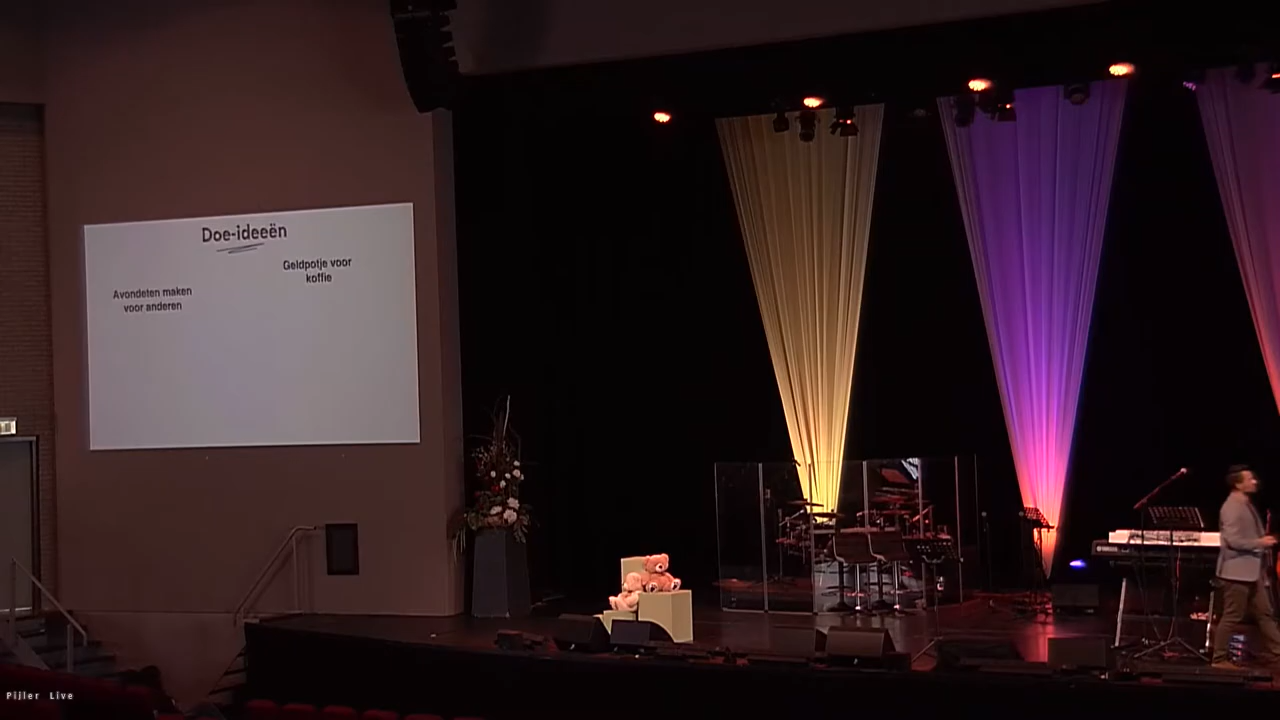 Doe-ideeën
Geldpotje voor
koffie
Avondeten maken
voor anderen
Pijler Live